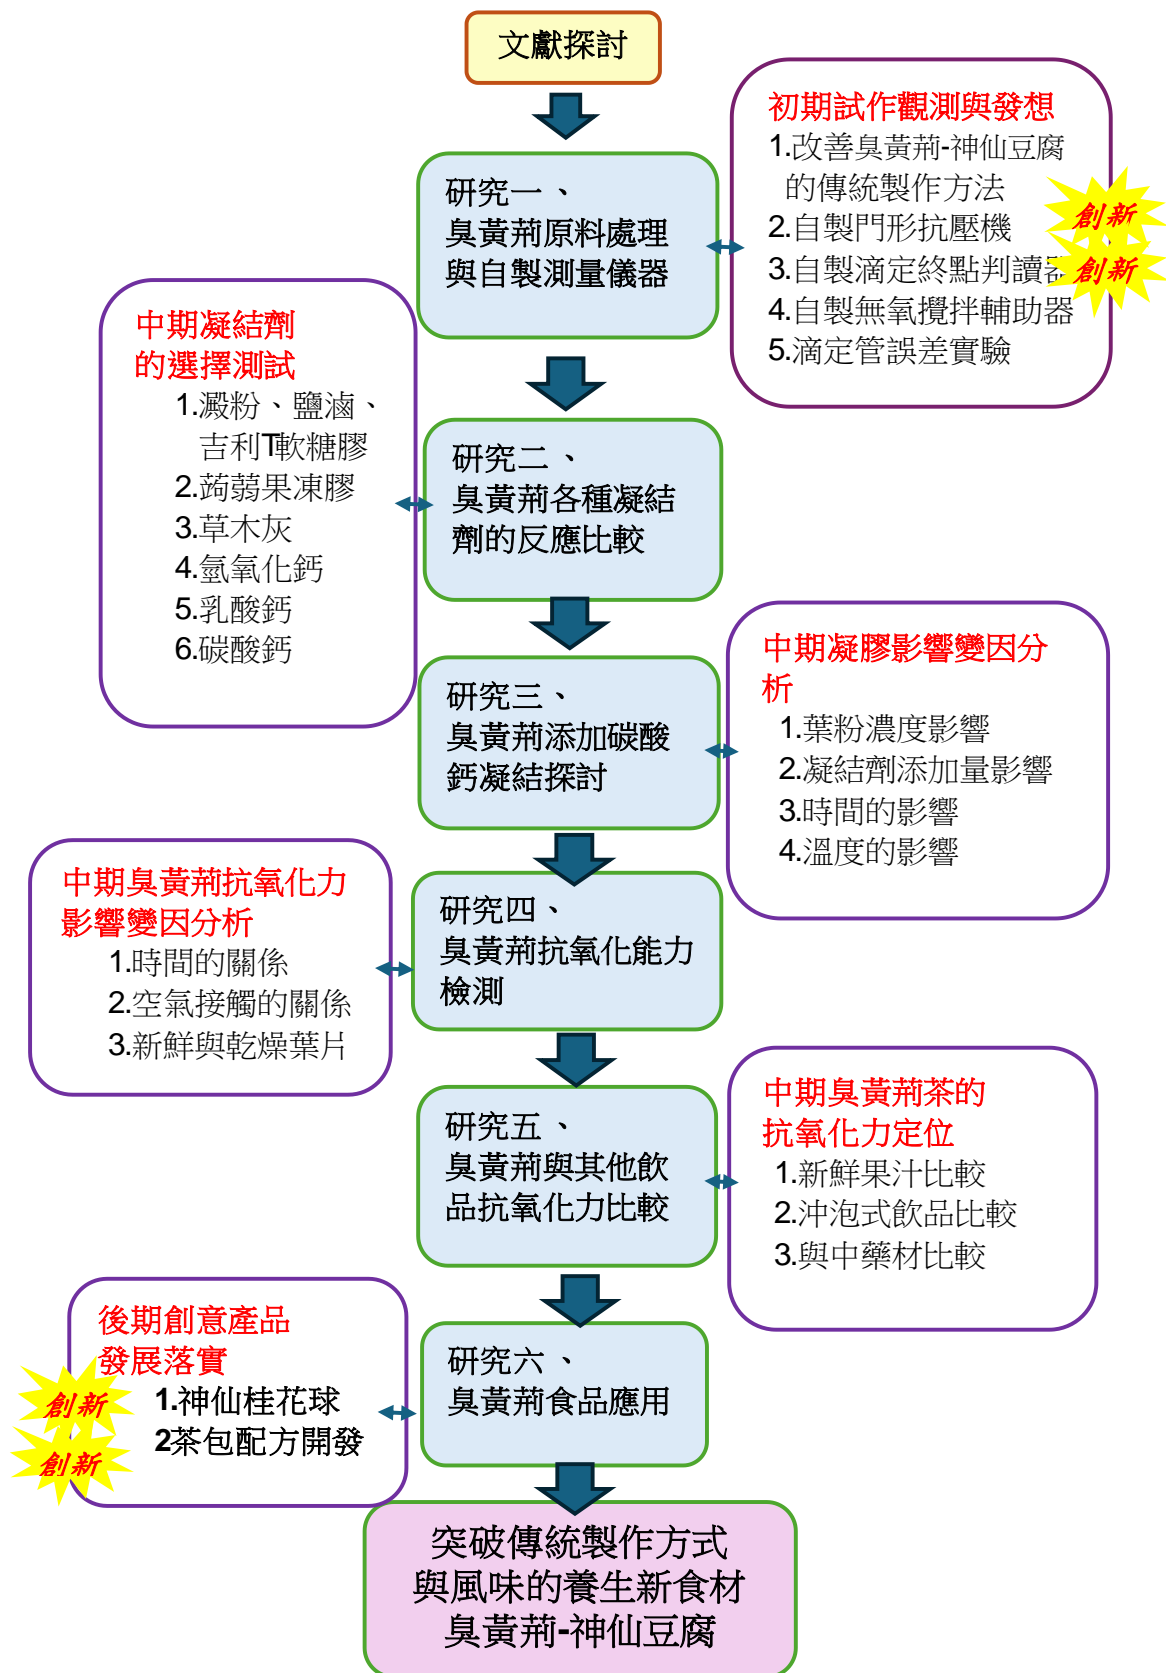 文獻探討
初期試作觀測與發想
1.改善臭黃荊-神仙豆腐
的傳統製作方法
2.自製門形抗壓機
3.自製滴定終點判讀器
4.自製無氧攪拌輔助器
5.滴定管誤差實驗
創新
創新
研究一、
臭黃荊原料處理
與自製測量儀器
中期凝結劑
的選擇測試
1.澱粉、鹽滷、
吉利T軟糖膠
2.蒟蒻果凍膠
3.草木灰
4.氫氧化鈣
5.乳酸鈣
6.碳酸鈣
研究二、
臭黃荊各種凝結
劑的反應比較
中期凝膠影響變因分
析
1.葉粉濃度影響
2.凝結劑添加量影響
3.時間的影響
4.溫度的影響
研究三、
臭黃荊添加碳酸
鈣凝結探討
中期臭黃荊抗氧化力
影響變因分析
1.時間的關係
2.空氣接觸的關係
3.新鮮與乾燥葉片
研究四、
臭黃荊抗氧化能力
檢測
中期臭黃荊茶的
抗氧化力定位
1.新鮮果汁比較
2.沖泡式飲品比較
3.與中藥材比較
研究五、
臭黃荊與其他飲
品抗氧化力比較
後期創意產品
發展落實
1.神仙桂花球
2茶包配方開發
創新
創新
研究六、
臭黃荊食品應用
突破傳統製作方式
與風味的養生新食材
臭黃荊-神仙豆腐